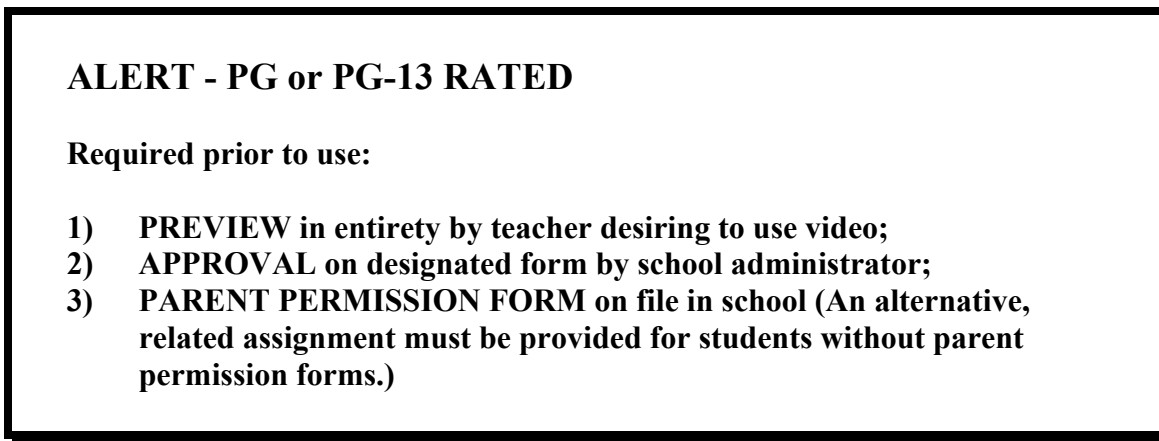 ALERT - PG or PG-13 RATED
Required prior to use:
1) PREVIEW in entirety by teacher desiring to use video;
2) APPROVAL on designated form by school administrator;
3) PARENT PERMISSION FORM on file in school (An alternative,
related assignment must be provided for students without parent
permission forms.)